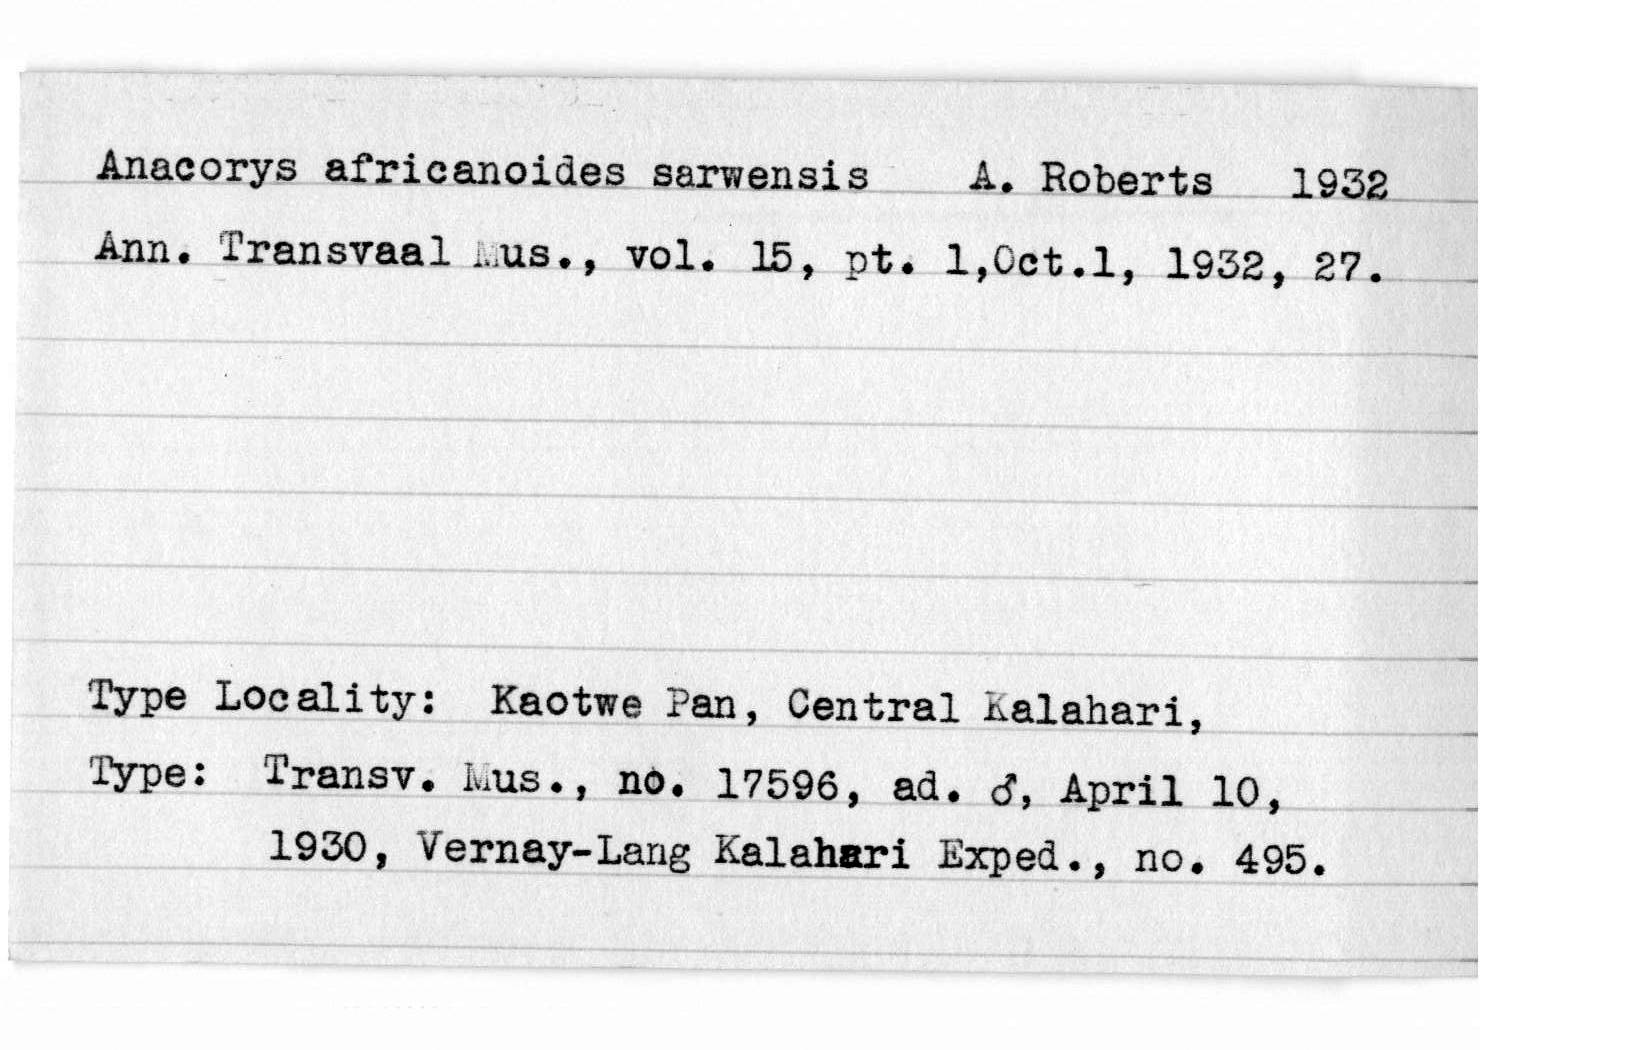 Anacorys africanoides sarwensis A. Roberts 1932
Ann. Transvaal Mus., vol. 15, pt. 1,Oct.1, 1932, 27.
Type Locality: Kaotwe Pan, Central Kalahari,
Type: Transv. Mus., no. 17596, ad. ♂, April 10,
1930, Vernay-Lang Kalahari Exped., no. 495.